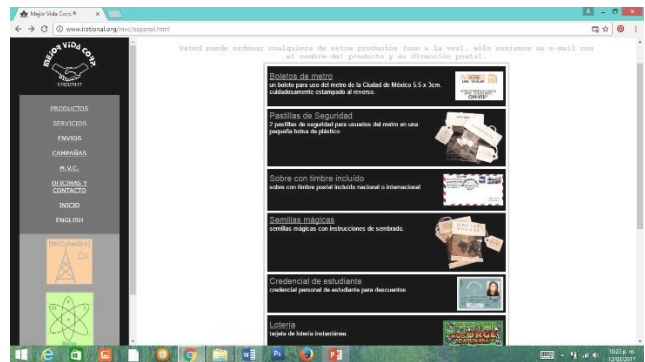 Mejor Vida Corp.®
www.irational.org/mvc/espanol.html
MEJOR VIDA CORP.
Usted puede ordenar cualquiera de estos productos (uno a la vez), sólo envíenos un e-mail con
el nombre del producto y su dirección postal.
PRODUCTOS
SERVICIOS
ENVIOS
CAMPAÑAS
M.V.C.
OFICINAS Y
CONTACTO
INICIO
ENGLISH
Boletos de metro
un boleto para uso del metro de la Ciudad de México 5.5 x 3cm.
cuidadosamente estampado al reverso.
Pastillas de Seguridad
2 pastillas de seguridad para usuarios del metro en una
pequeña bolsa de plástico
Sobre con timbre incluído
sobre con timbre postal incluido nacional o internacional
Semillas mágicas
semillas mágicas con instrucciones de sembrado.
Credencial de estudiante
credencial personal de estudiante para descuentos
Lotería
tarjeta de lotería instantánea.
10:23 p. m.
12/02/2017